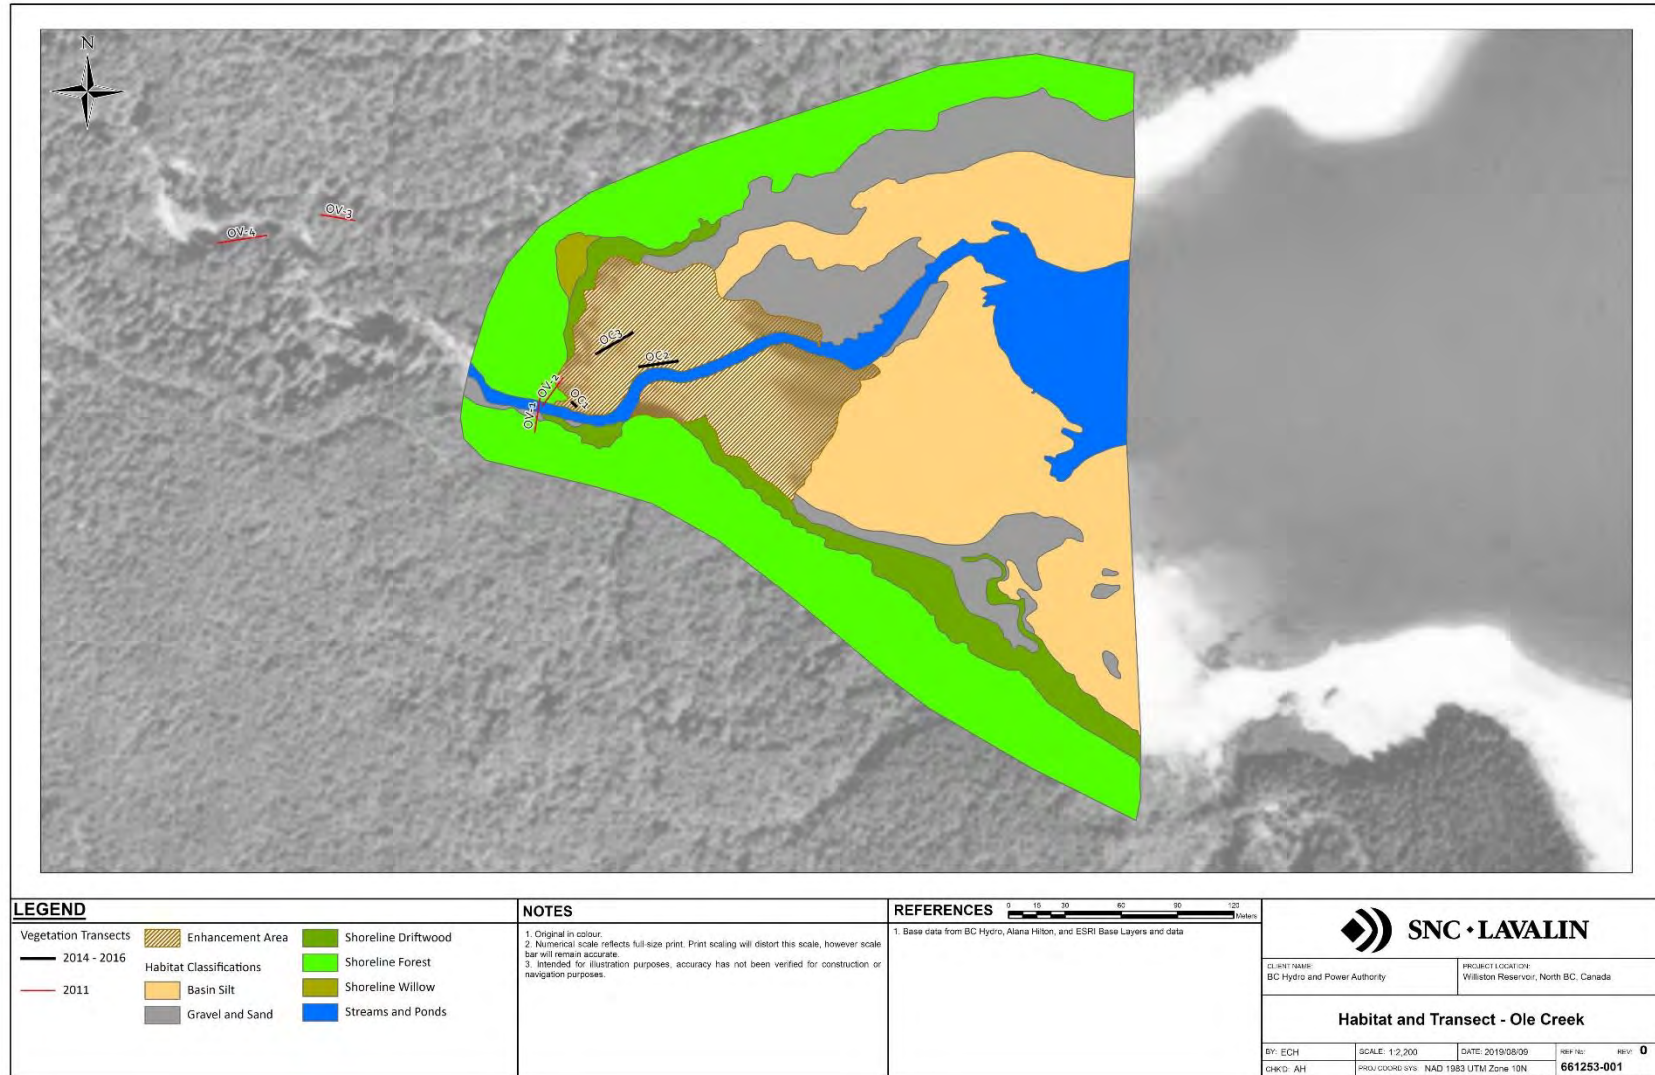 N
OV-3
OV-4
OC3
OC2
OV-2
OC1
OV-1
LEGEND
Vegetation Transects
2014 - 2016
2011
Enhancement Area
Habitat Classifications
Basin Silt
Gravel and Sand
Shoreline Driftwood
Shoreline Forest
Shoreline Willow
Streams and Ponds
NOTES
1. Original in colour.
2. Numerical scale reflects full-size print. Print scaling will distort this scale, however scale
bar will remain accurate.
3. Intended for illustration purposes, accuracy has not been verified for construction or
navigation purposes.
REFERENCES
0 15 30 60 90 120
Meters
1. Base data from BC Hydro, Alana Hilton, and ESRI Base Layers and data
SNC • LAVALIN
CLIENT NAME:
BC Hydro and Power Authority
PROJECT LOCATION:
Williston Reservoir, North BC, Canada
Habitat and Transect - Ole Creek
BY: ECH
SCALE: 1:2,200
DATE: 2019/08/09
REF No:
REV: 0
CHK'D: AH
PROJ COORD SYS: NAD 1983 UTM Zone 10N
661253-001